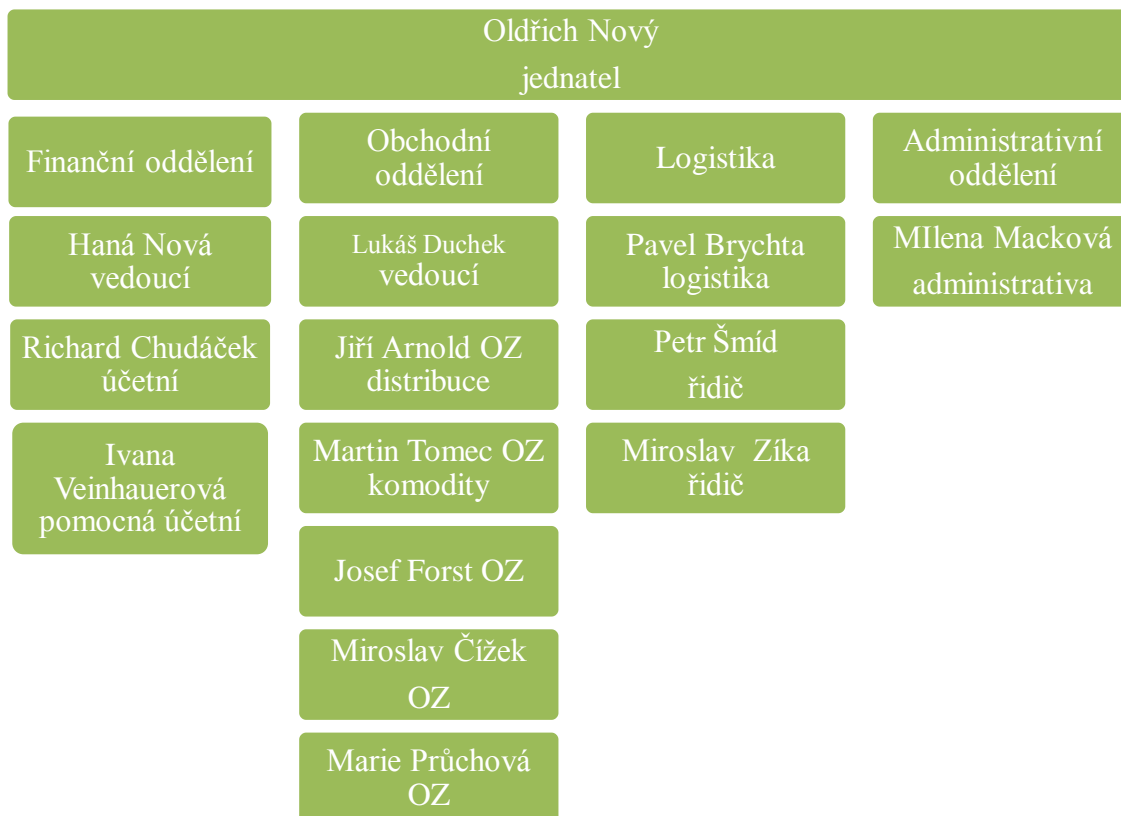 Oldřich Nový
jednatel
Finanční oddělení
Haná Nová
vedoucí
Richard Chudáček
účetní
Ivana
Veinhauerová
pomocná účetní
Obchodní
oddělení
Lukáš Duchek
vedoucí
Jiří Arnold OZ
distribuce
Martin Tomec OZ
komodity
Josef Forst OZ
Miroslav Čížek
OZ
Marie Průchová
OZ
Logistika
Pavel Brychta
logistika
Petr Šmíd
řidič
Miroslav Zíka
řidič
Administrativní
oddělení
MIlena Macková
administrativa